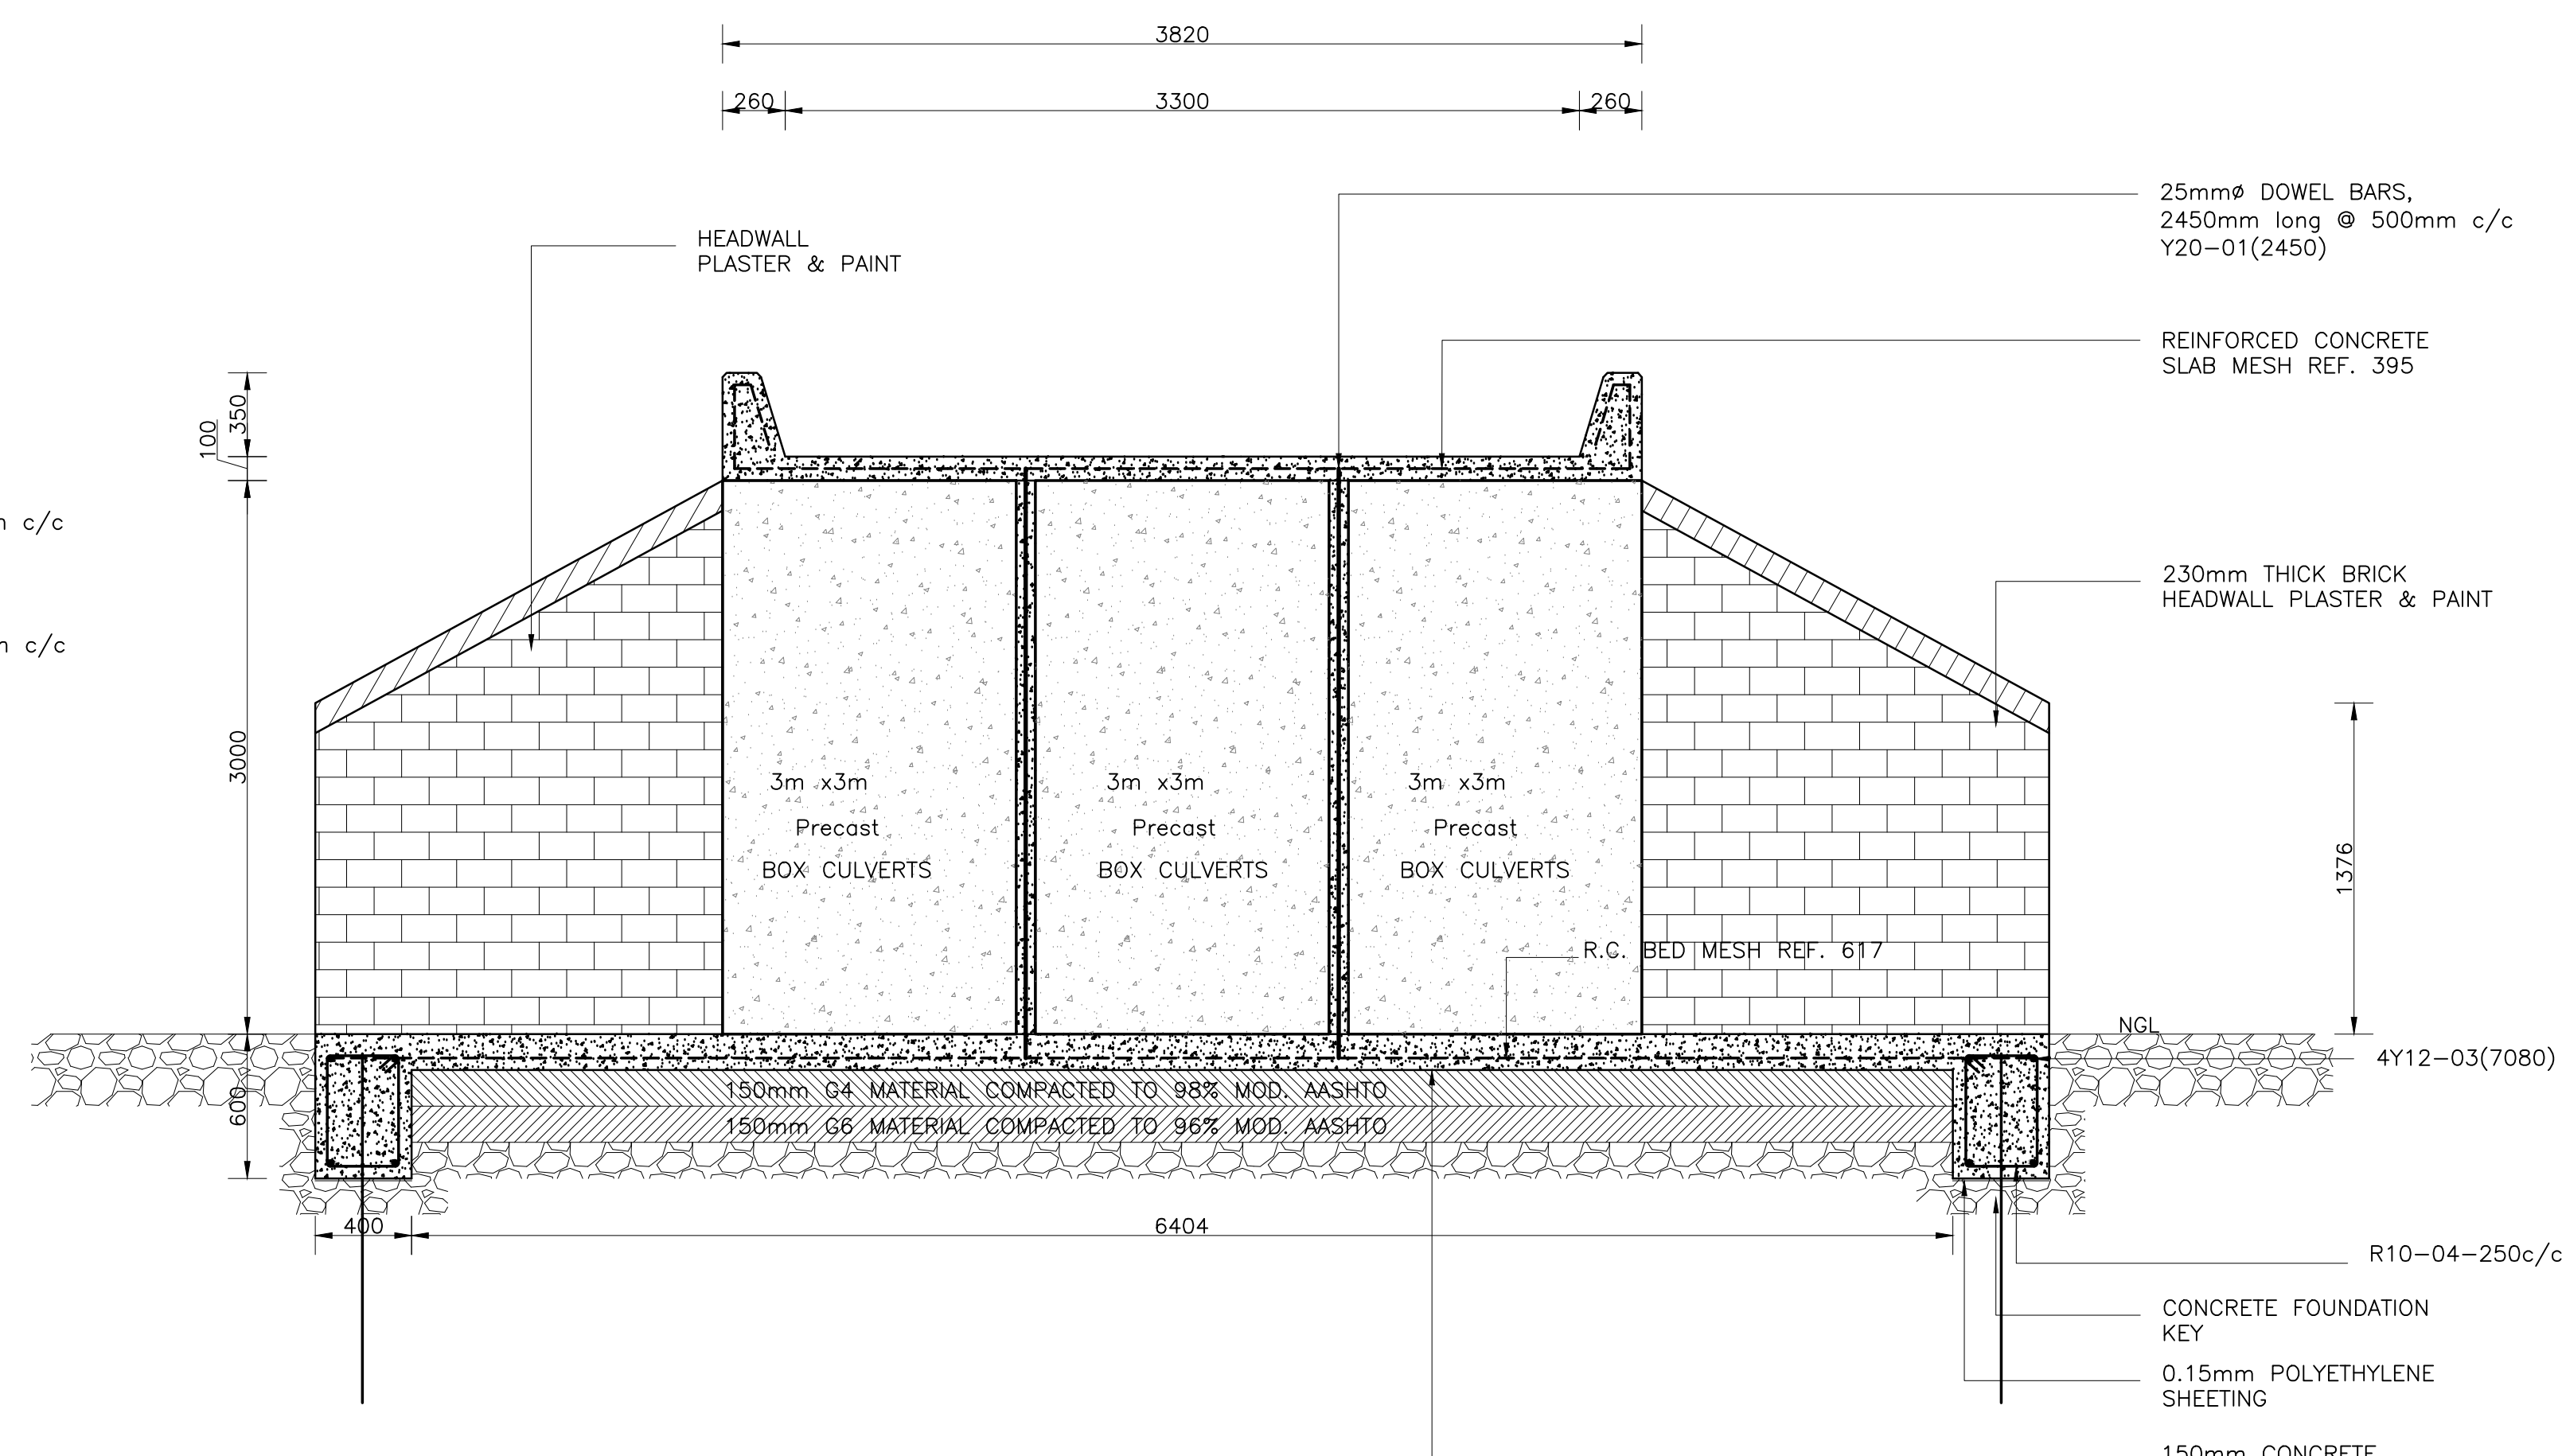 3820
260
3300
260
25mmø DOWEL BARS,
2450mm long @ 500mm c/c
Y20-01(2450)
HEADWALL
PLASTER & PAINT
REINFORCED CONCRETE
SLAB MESH REF. 395
350
100
c/c
230mm THICK BRICK
HEADWALL PLASTER & PAINT
c/c
3000
3m x3m
Precast
BOX CULVERTS
3m x3m
Precast
BOX CULVERTS
3m x3m
Precast
BOX CULVERTS
1376
R.C. BED MESH REF. 617
NGL
4Y12-03(7080)
600
150mm G4 MATERIAL COMPACTED TO 98% MOD. AASHTO
150mm G6 MATERIAL COMPACTED TO 96% MOD. AASHTO
400
6404
R10-04-250c/c
CONCRETE FOUNDATION
KEY
0.15mm POLYETHYLENE
SHEETING
150mm CONCRETE